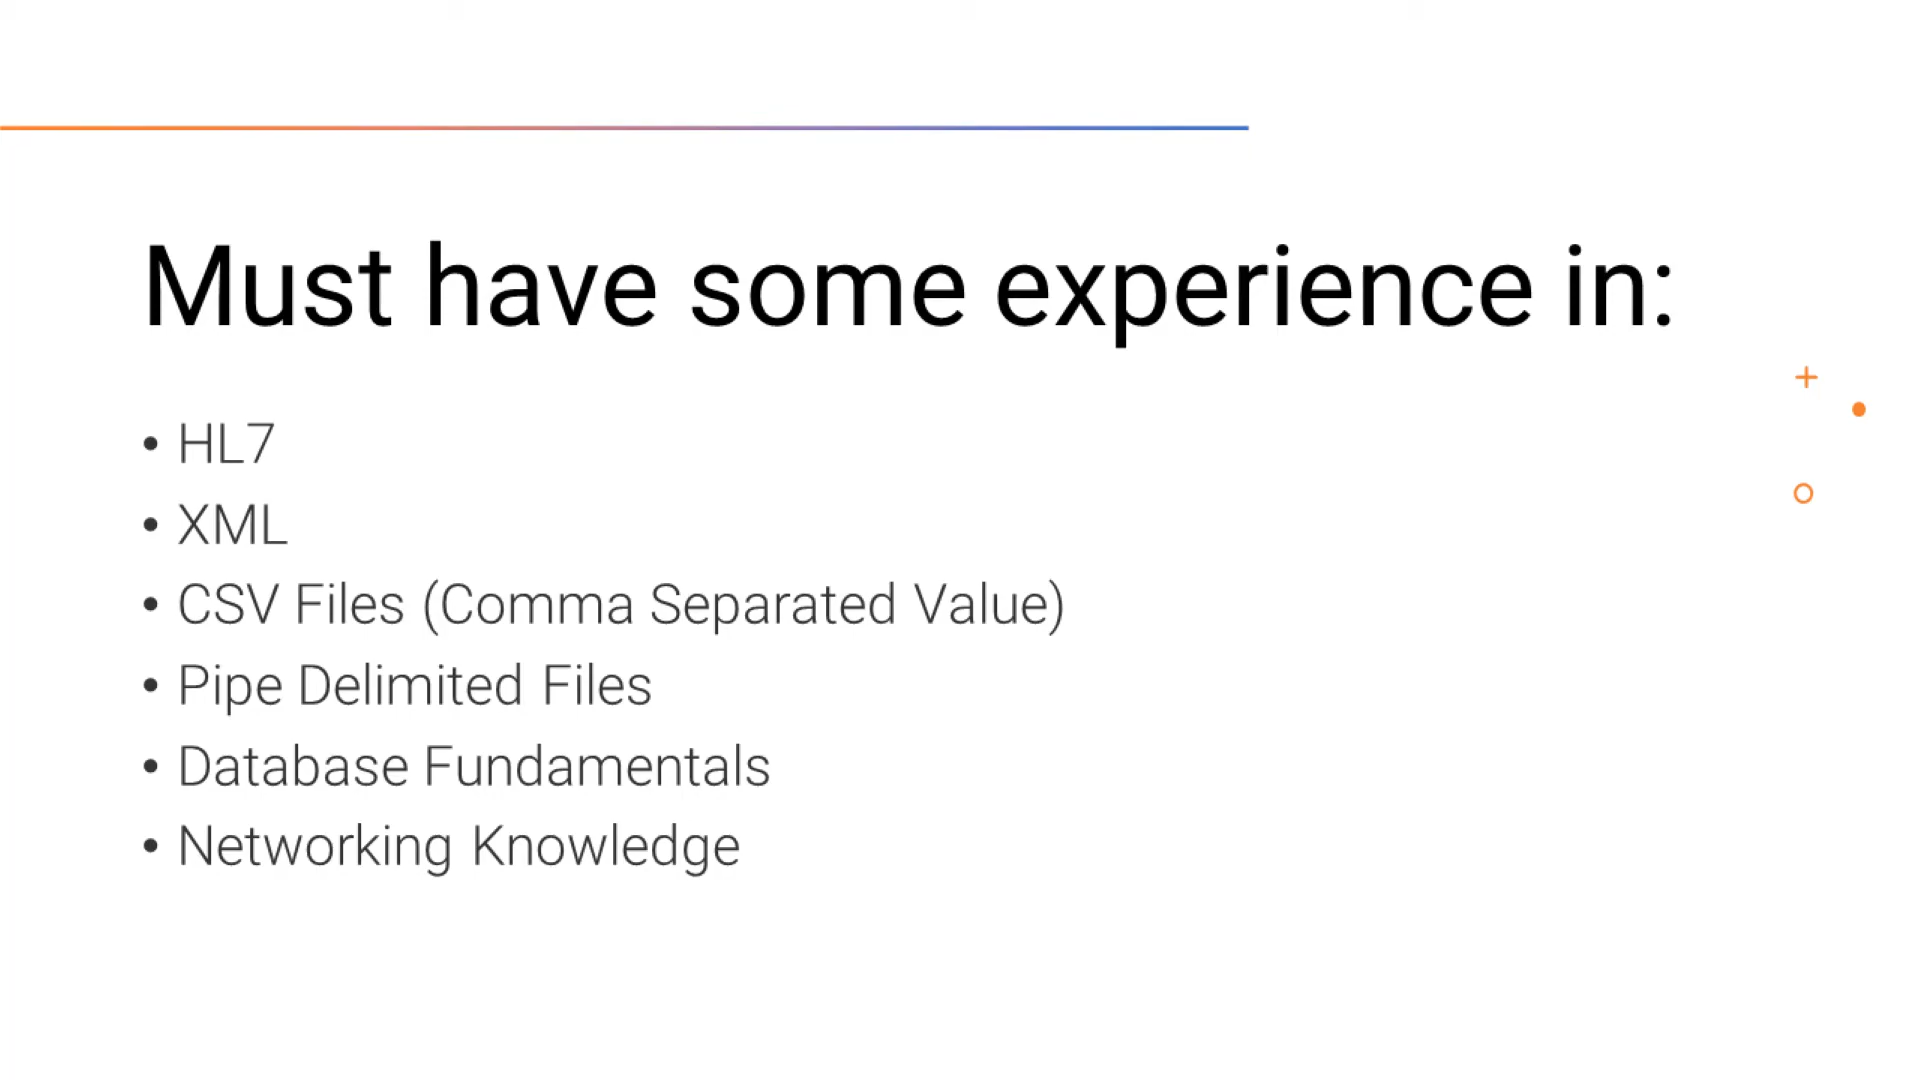 Must have some experience in:
• HL7
• XML
• CSV Files (Comma Separated Value)
• Pipe Delimited Files
• Database Fundamentals
• Networking Knowledge